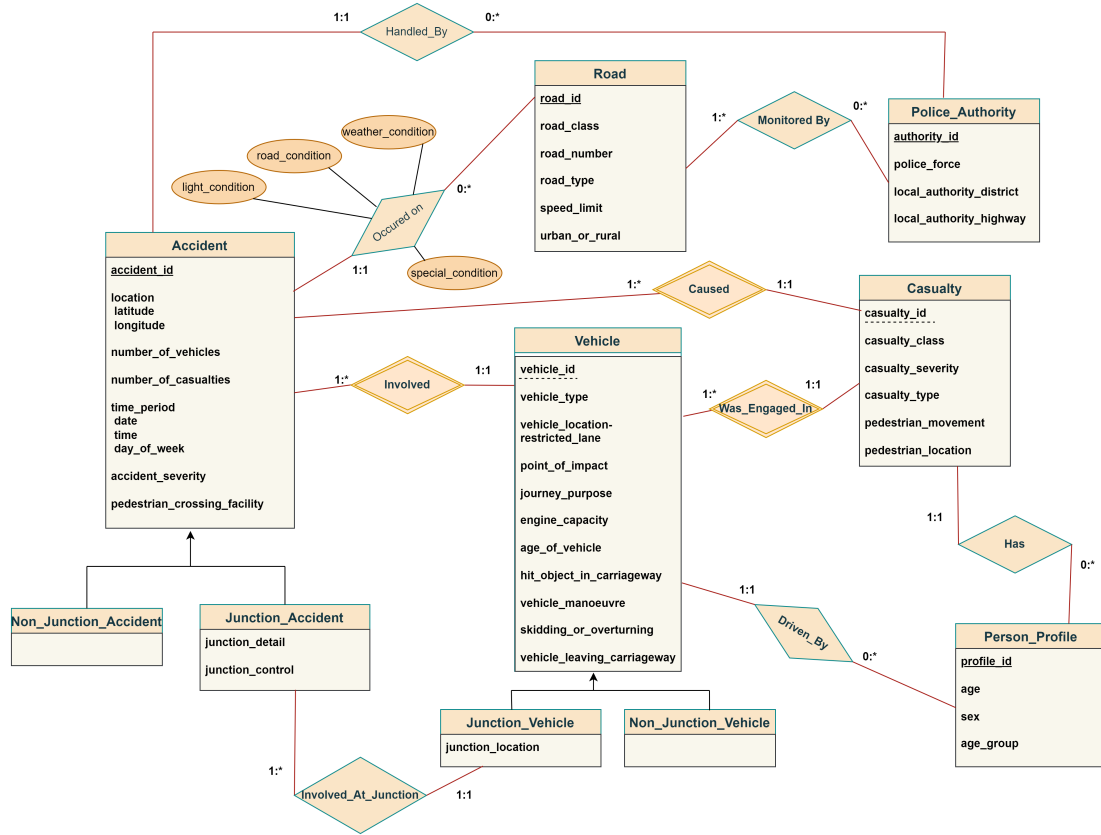 1:1
Handled_By
0:*
Road
road_id
road_class
road_number
road_type
speed_limit
urban_or_rural
1:*
Monitored By
0:*
Police_Authority
authority_id
police_force
local_authority_district
local_authority_highway
weather_condition
road_condition
light_condition
0:*
Occured on
1:1
special_condition
Accident
accident_id
location
latitude
longitude
number_of_vehicles
number_of_casualties
time_period
date
time
day_of_week
accident_severity
pedestrian_crossing_facility
1:*
Caused
1:1
Casualty
casualty_id
casualty_class
casualty_severity
casualty_type
pedestrian_movement
pedestrian_location
1:*
Involved
1:1
Vehicle
vehicle_id
vehicle_type
vehicle_location-
restricted_lane
point_of_impact
journey_purpose
engine_capacity
age_of_vehicle
hit_object_in_carriageway
vehicle_manoeuvre
skidding_or_overturning
vehicle_leaving_carriageway
1:*
Was_Engaged_In
1:1
1:1
Has
0:*
1:1
Driven_By
0:*
Person_Profile
profile_id
age
sex
age_group
Non_Junction_Accident
Junction_Accident
junction_detail
junction_control
Junction_Vehicle
junction_location
Non_Junction_Vehicle
1:*
Involved_At_Junction
1:1